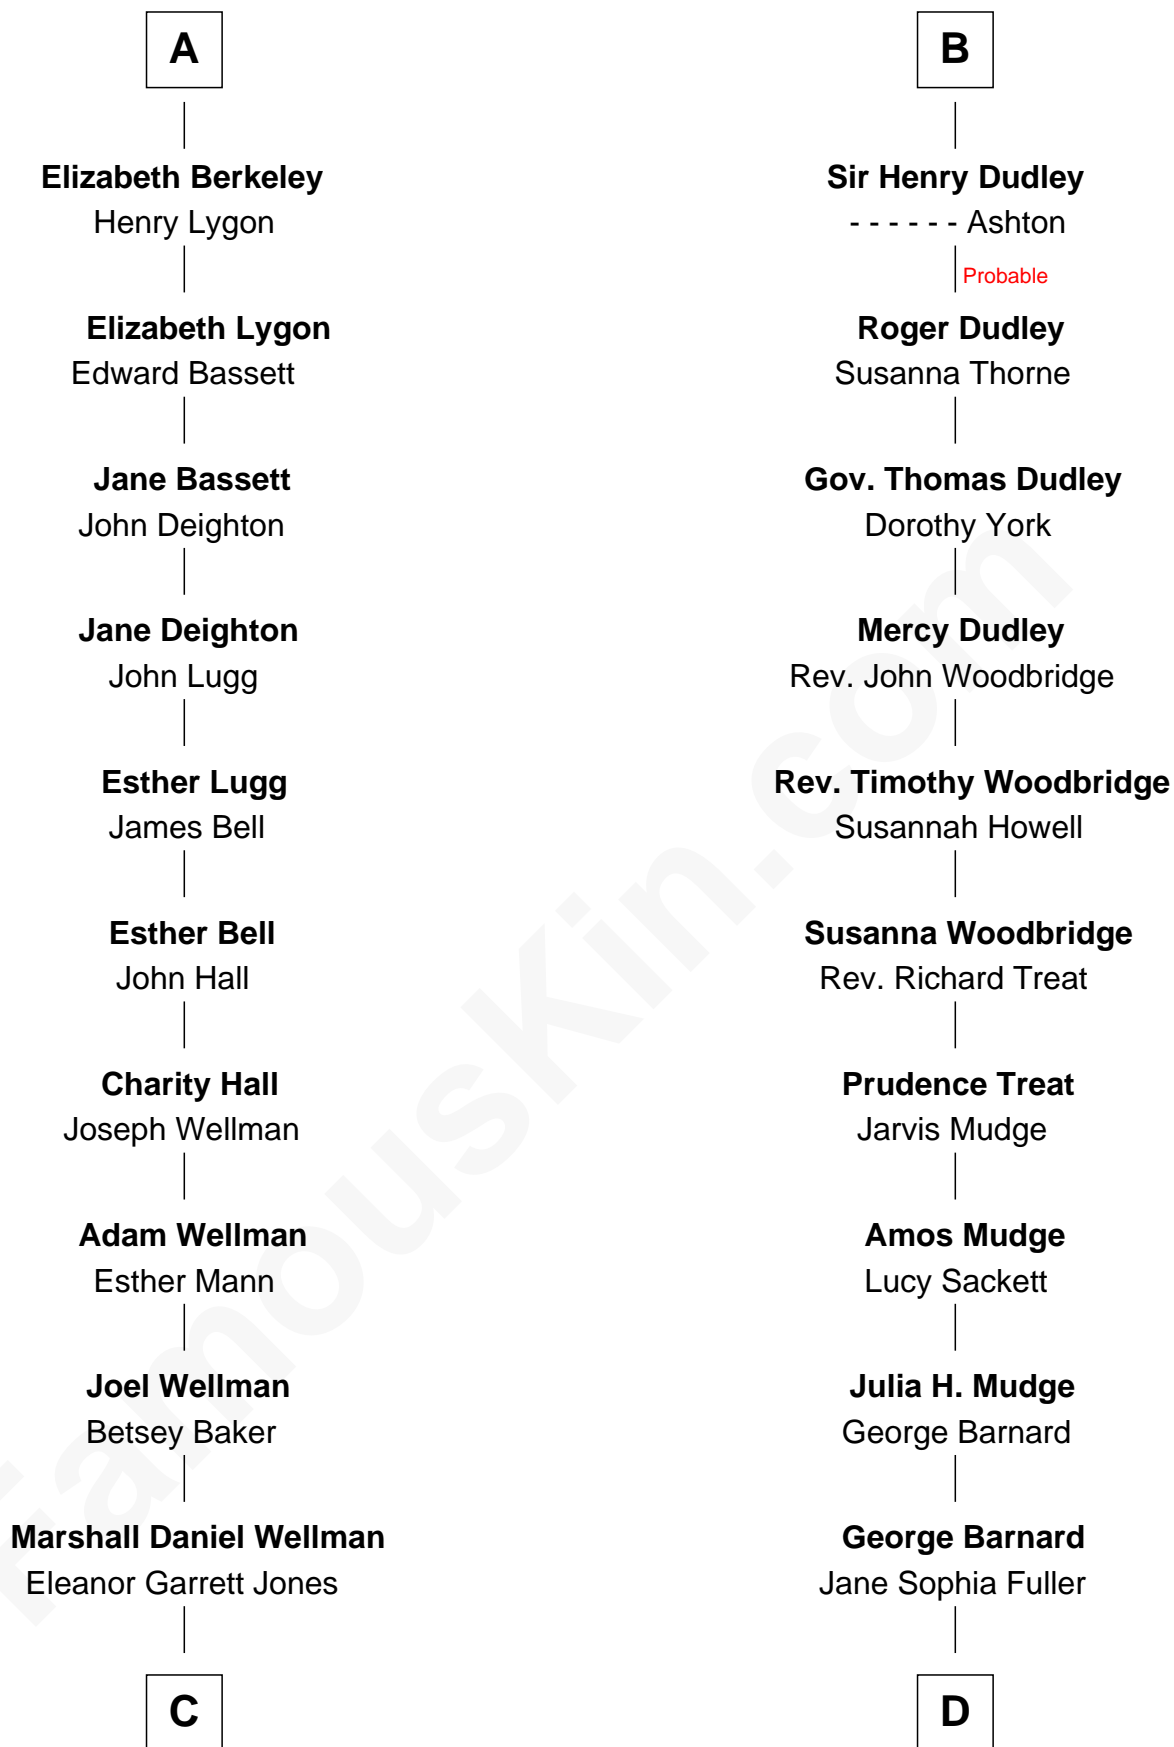 A
Elizabeth Berkeley
Henry Lygon
Elizabeth Lygon
Edward Bassett
Jane Bassett
John Deighton
Jane Deighton
John Lugg
Esther Lugg
James Bell
Esther Bell
John Hall
Charity Hall
Joseph Wellman
Adam Wellman
Esther Mann
Joel Wellman
Betsey Baker
Marshall Daniel Wellman
Eleanor Garrett Jones
C
B
Sir Henry Dudley
- - - - - - Ashton
Probable
Roger Dudley
Susanna Thorne
Gov. Thomas Dudley
Dorothy York
Mercy Dudley
Rev. John Woodbridge
Rev. Timothy Woodbridge
Susannah Howell
Susanna Woodbridge
Rev. Richard Treat
Prudence Treat
Jarvis Mudge
Amos Mudge
Lucy Sackett
Julia H. Mudge
George Barnard
George Barnard
Jane Sophia Fuller
D
FamousKin.com